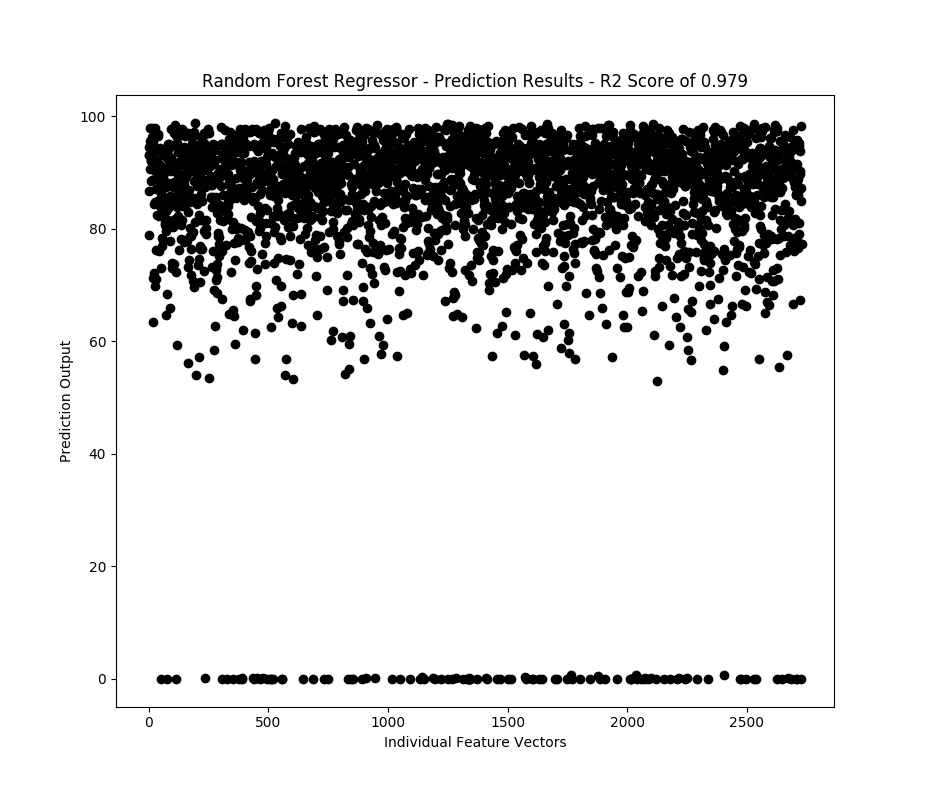 Random Forest Regressor - Prediction Results - R2 Score of 0.979
100
80
60
40
20
0
Prediction Output
0 500 1000 1500 2000 2500
Individual Feature Vectors